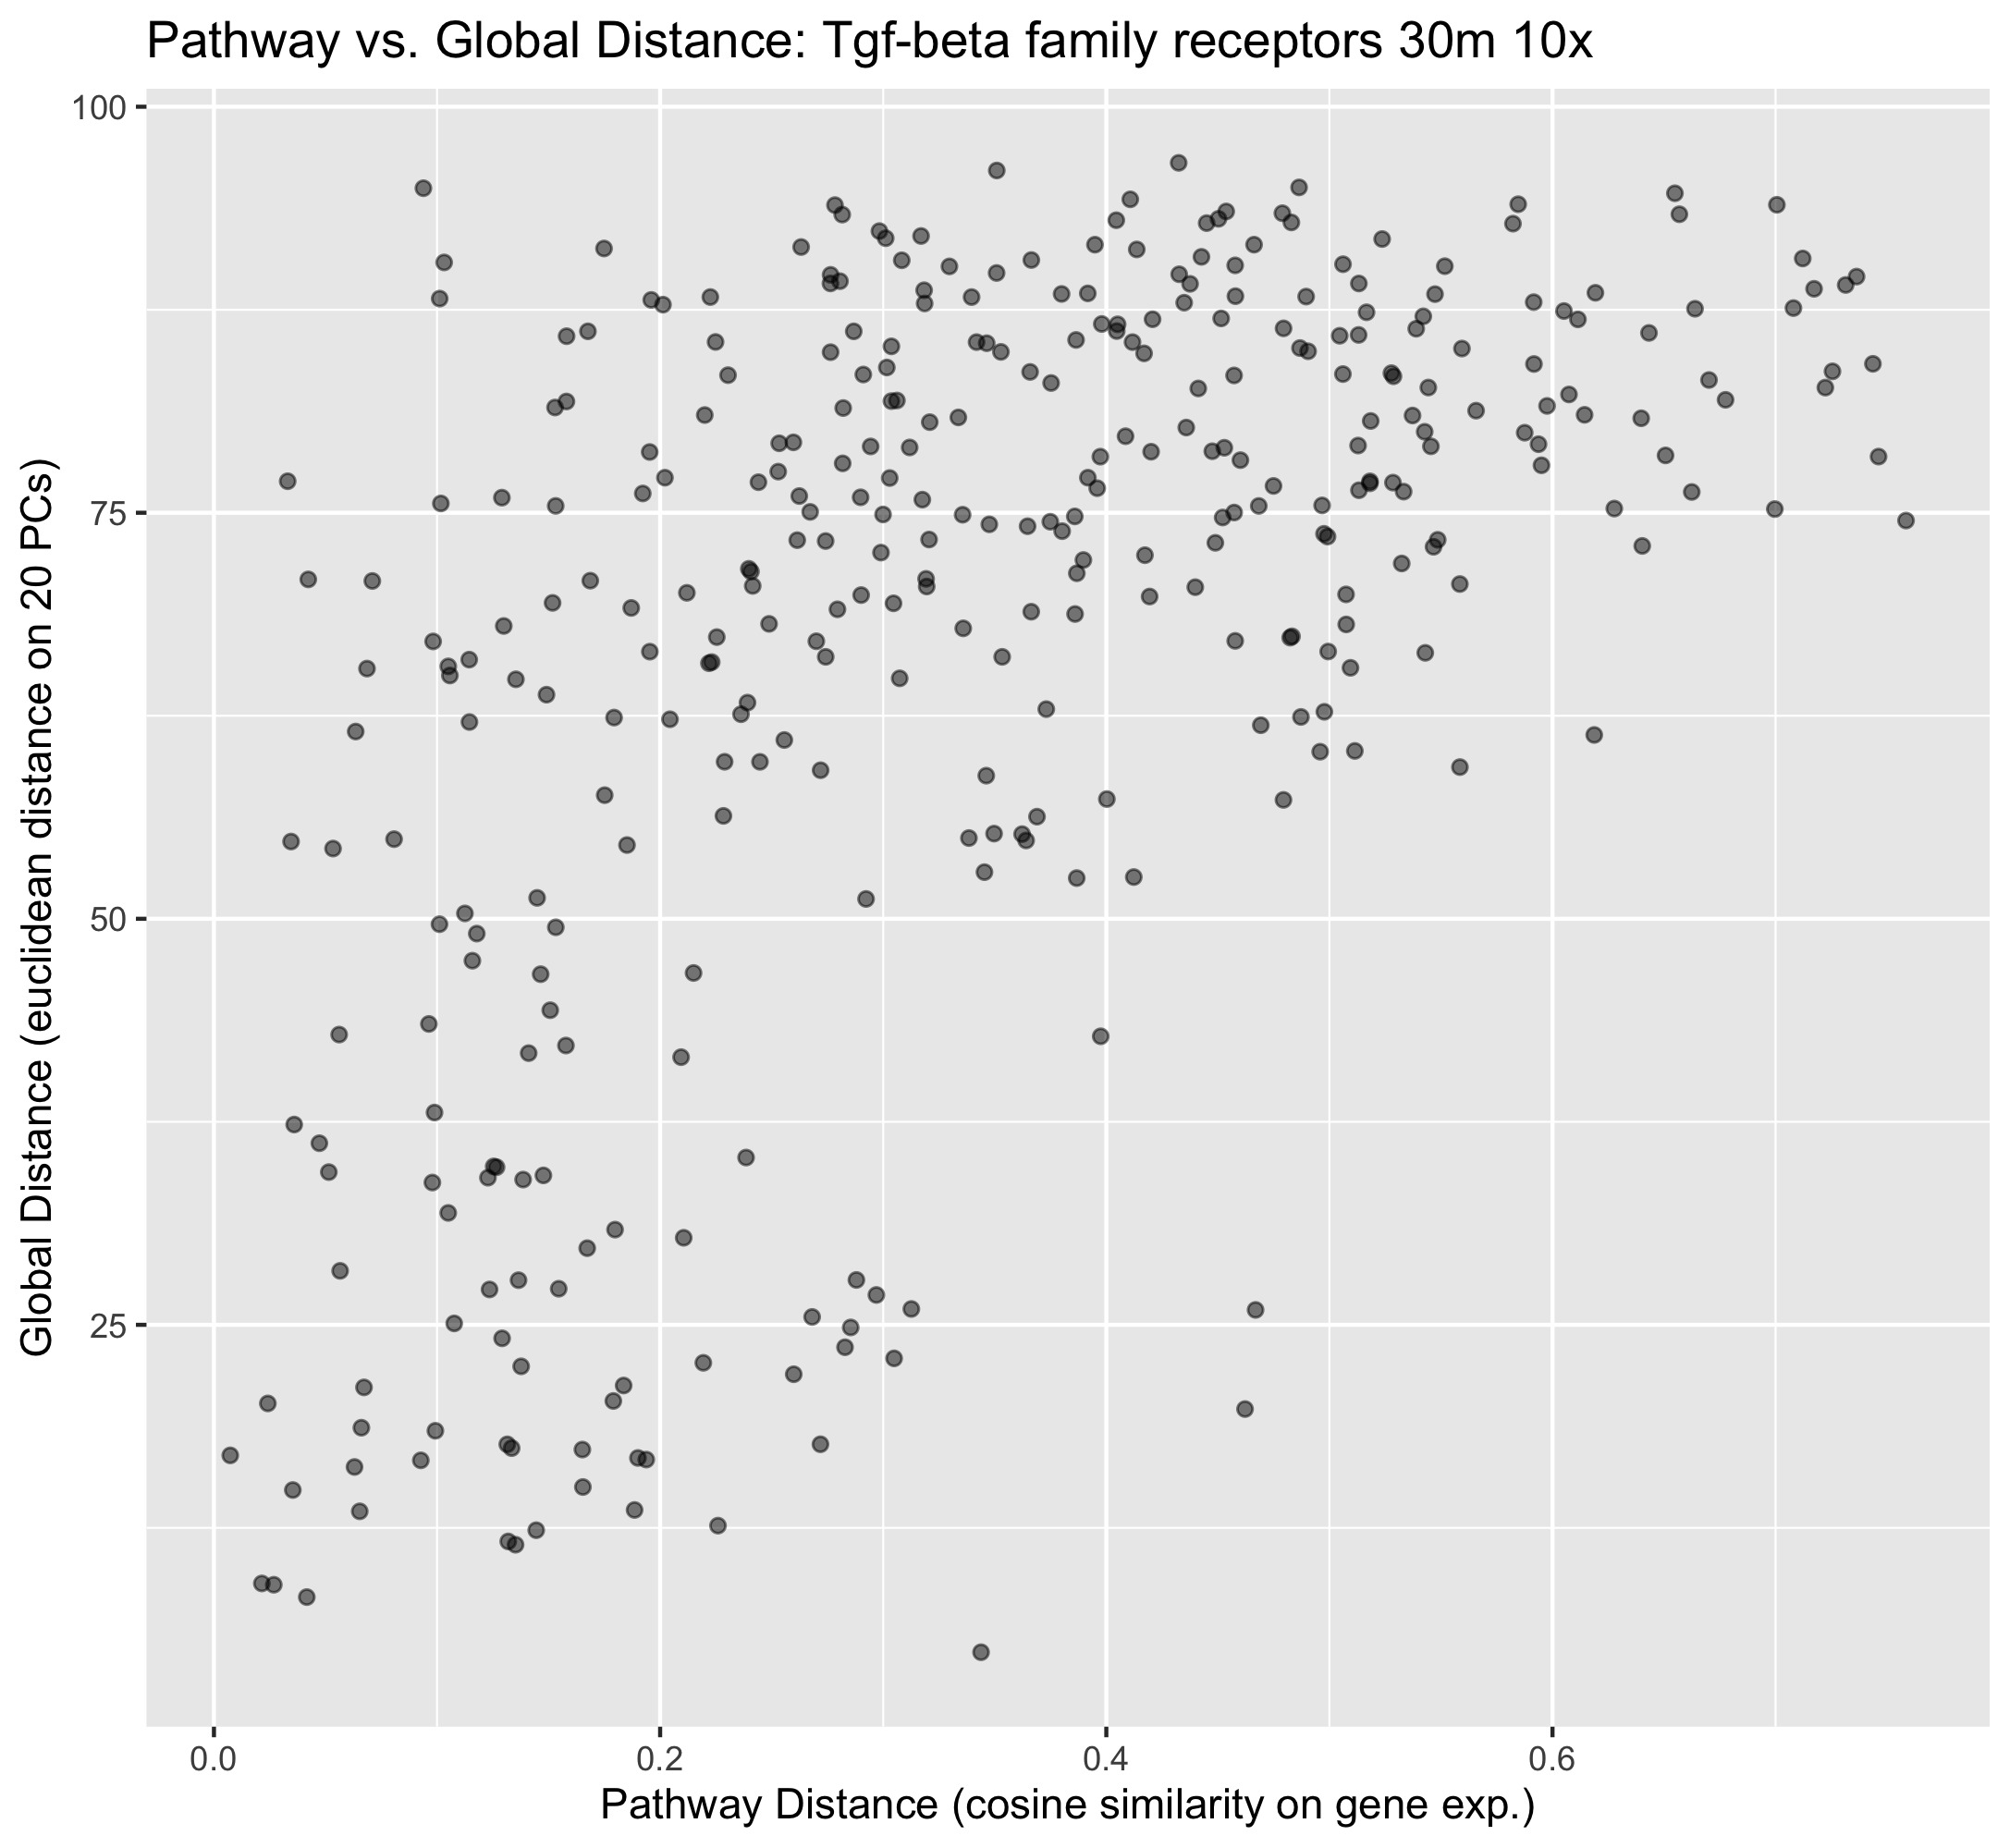 Pathway vs. Global Distance: Tgf-beta family receptors 30m 10x
100
75
50
25
Global Distance (euclidean distance on 20 PCs)
0.0
0.2
0.4
0.6
Pathway Distance (cosine similarity on gene exp.)